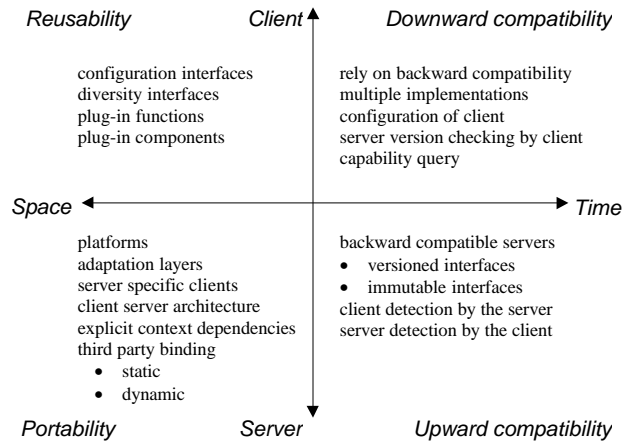 Reusability
Client
Downward compatibility
configuration interfaces
diversity interfaces
plug-in functions
plug-in components
rely on backward compatibility
multiple implementations
configuration of client
server version checking by client
capability query
Space
Time
platforms
adaptation layers
server specific clients
client server architecture
explicit context dependencies
third party binding
• static
• dynamic
backward compatible servers
• versioned interfaces
• immutable interfaces
client detection by the server
server detection by the client
Portability
Server
Upward compatibility